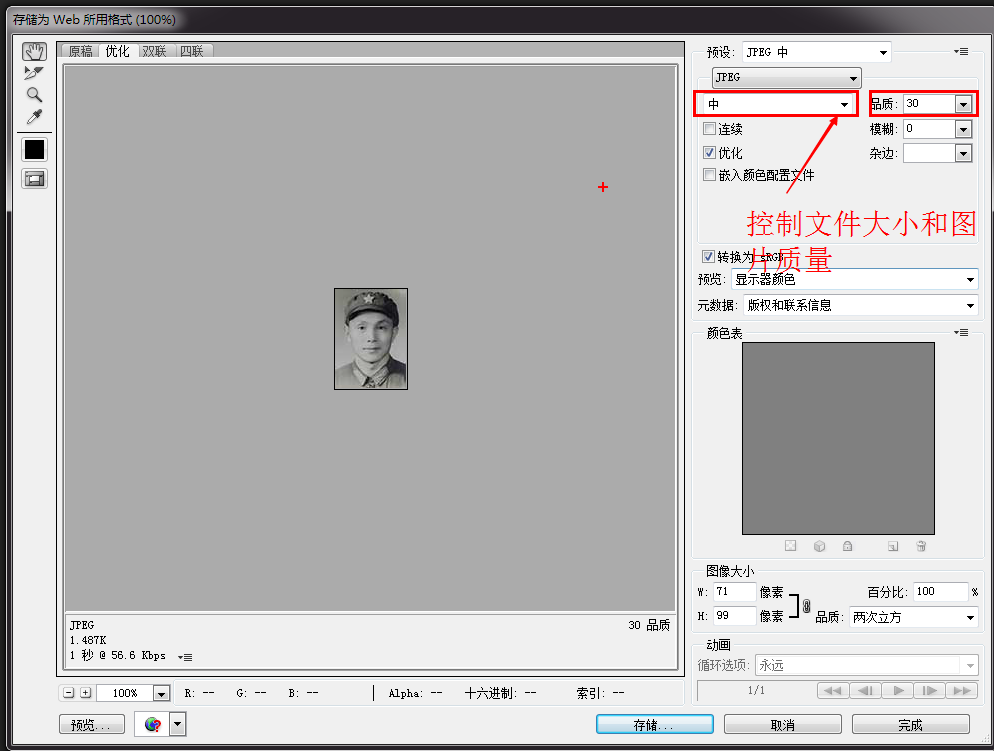 存储为 Web 所用格式 (100%)
原稿 优化 双联 四联
预设: JPEG 中
JPEG
中 品质: 30
连续 模糊: 0
优化 杂边:
嵌入颜色配置文件
控制文件大小和图
片质量
转换为 sRGB
预览: 显示器颜色
元数据: 版权和联系信息
颜色表
图像大小
W: 71 像素 百分比: 100 %
H: 99 像素 品质: 两次立方
动画
循环选项: 永远
1/1
JPEG 30 品质
1.487K
1 秒 @ 56.6 Kbps
100% R: -- G: -- B: -- Alpha: -- 十六进制: -- 索引: --
预览... 存储... 取消 完成